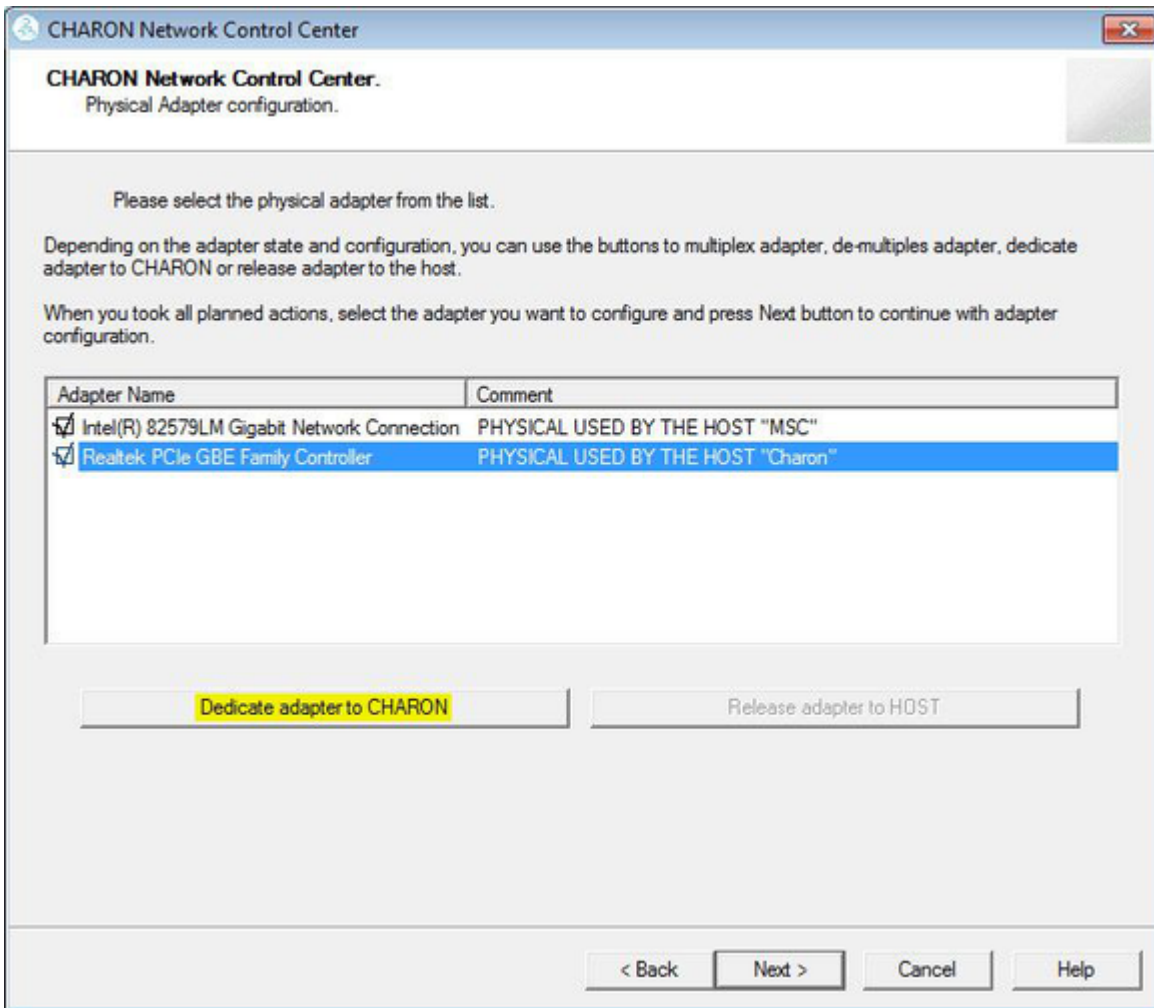 CHARON Network Control Center
CHARON Network Control Center.
Physical Adapter configuration.
Please select the physical adapter from the list.
Depending on the adapter state and configuration, you can use the buttons to multiplex adapter, de-multiples adapter, dedicate
adapter to CHARON or release adapter to the host.
When you took all planned actions, select the adapter you want to configure and press Next button to continue with adapter
configuration.
Adapter Name Comment
Intel(R) 82579LM Gigabit Network Connection PHYSICAL USED BY THE HOST "MSC"
Realtek PCIe GBE Family Controller PHYSICAL USED BY THE HOST "Charon"
Dedicate adapter to CHARON Release adapter to HOST
< Back Next > Cancel Help